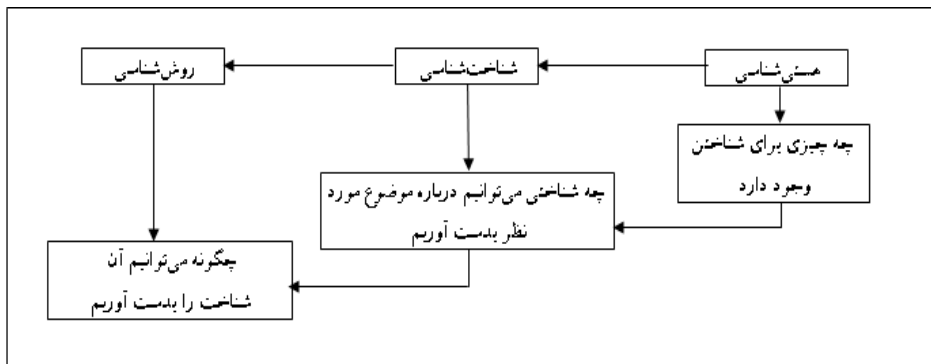 هستی‌شناسی
شناخت‌شناسی
روش‌شناسی
چه چیزی برای شناختن
وجود دارد
چه شناختی می‌توانیم درباره موضوع مورد
نظر بدست آوریم
چگونه می‌توانیم آن
شناخت را بدست آوریم